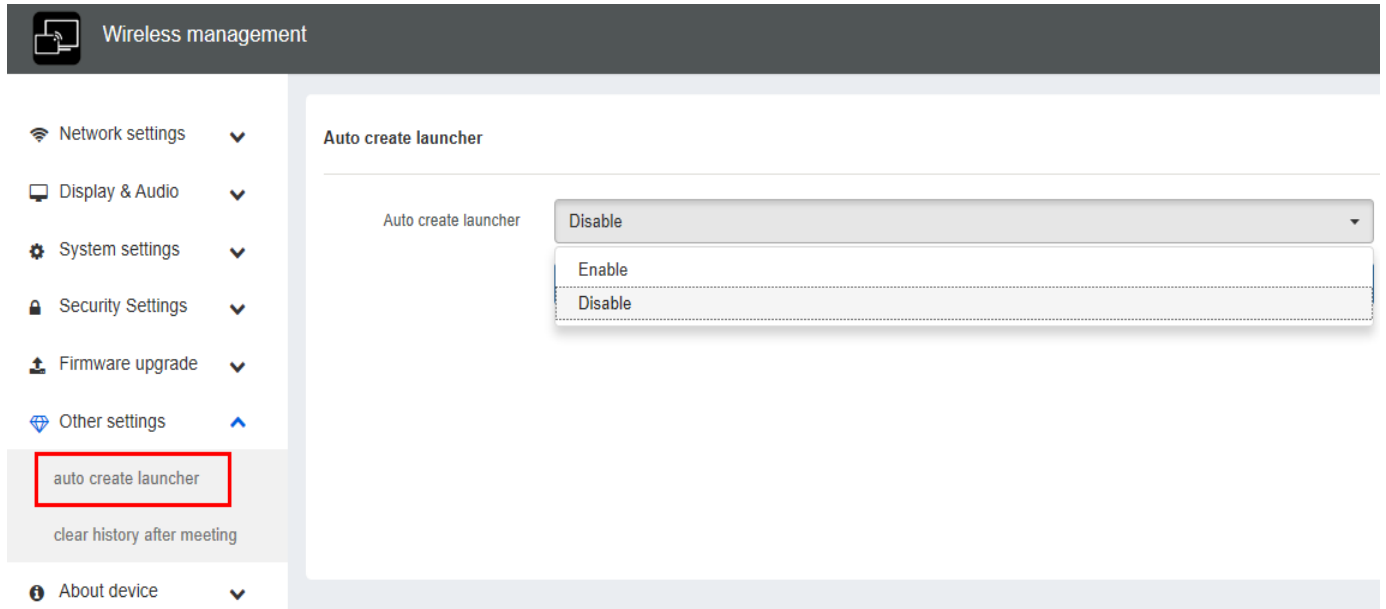 Wireless management
Network settings
Display & Audio
System settings
Security Settings
Firmware upgrade
Other settings
auto create launcher
clear history after meeting
About device
Auto create launcher
Auto create launcher
Disable
Enable
Disable